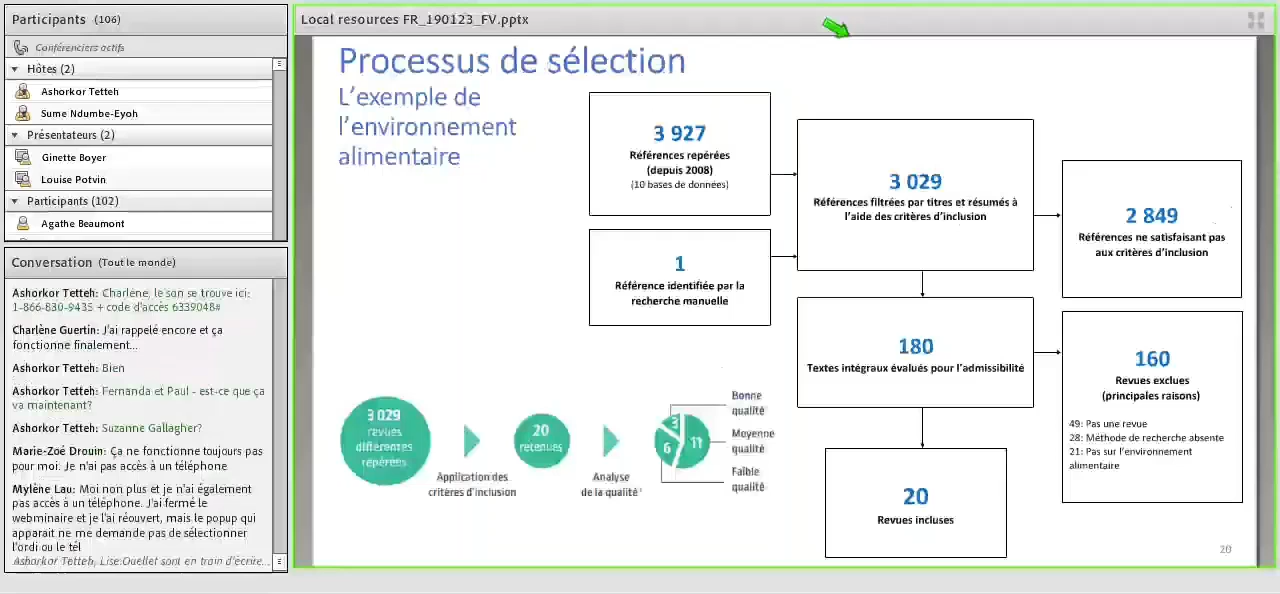 Participants (106)
Conférenciers actifs
Hôtes (2)
Ashorkor Tetteh
Sume Ndumbe-Eyoh
Présentateurs (2)
Ginette Boyer
Louise Potvin
Participants (102)
Agathe Beaumont
Conversation (Tout le monde)
Ashorkor Tetteh: Charlène, le son se trouve ici:
1-866-830-9435 + code d'accès 6339048#
Charlène Guertin: J'ai rappelé encore et ça
fonctionne finalement...
Ashorkor Tetteh: Bien
Ashorkor Tetteh: Fernanda et Paul - est-ce que ça
va maintenant?
Ashorkor Tetteh: Suzanne Gallagher?
Marie-Zoé Drouin: Ça ne fonctionne toujours pas
pour moi. Je n'ai pas accès à un téléphone
Mylène Lau: Moi non plus et je n'ai également
pas accès à un téléphone. J'ai fermé le
webminaire et je l'ai réouvert, mais le popup qui
apparait ne me demande pas de sélectionner
l'ordi ou le tél
Ashorkor Tetteh, Lise:Ouellet sont en train d'écrire...
Local resources FR_190123_FV.pptx
Processus de sélection
L'exemple de
l'environnement
alimentaire
3 927
Références repérées
(depuis 2008)
(10 bases de données)
1
Référence identifiée par la
recherche manuelle
3 029
Références filtrées par titres et résumés à
l'aide des critères d'inclusion
2 849
Références ne satisfaisant pas
aux critères d'inclusion
180
Textes intégraux évalués pour l'admissibilité
160
Revues exclues
(principales raisons)
49: Pas une revue
28: Méthode de recherche absente
21: Pas sur l'environnement
alimentaire
20
Revues incluses
3 029
revues
différentes
repérées
Application des
critères d'inclusion
20
retenues
Analyse
de la qualité¹
3
6
11
Bonne
qualité
Moyenne
qualité
Faible
qualité
20